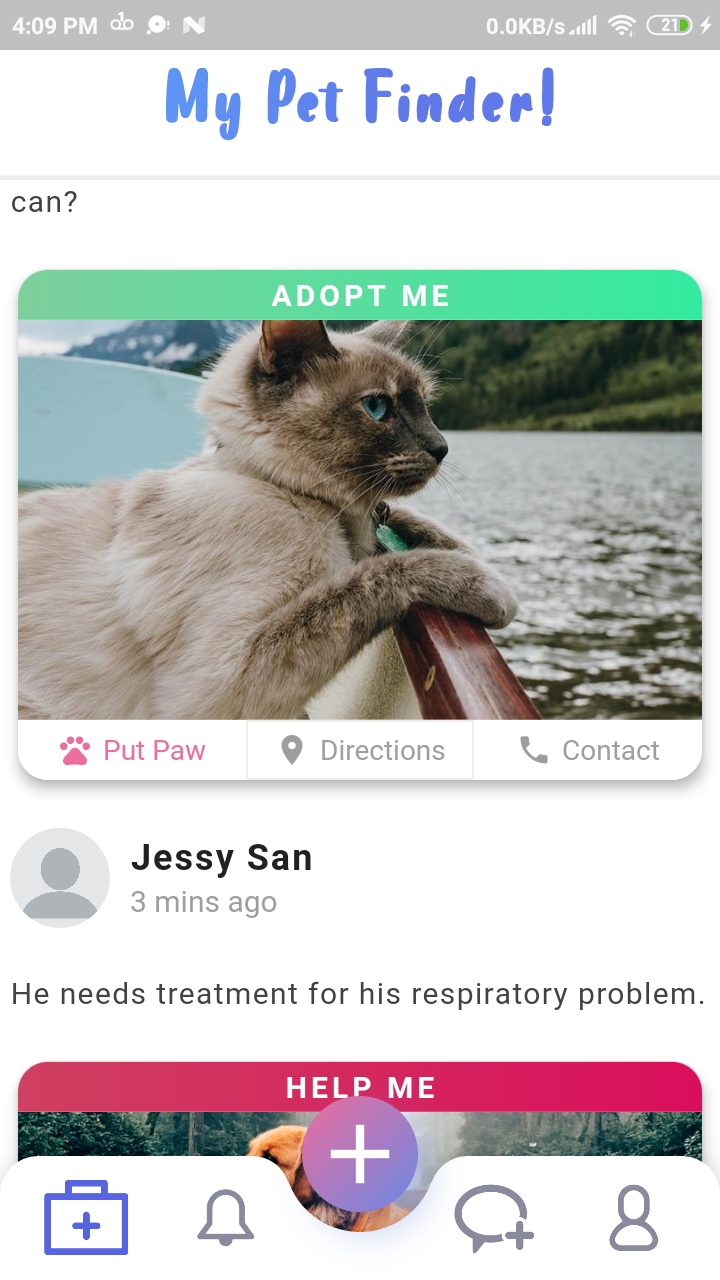 4:09 PM
0.0KB/s
21
My Pet Finder!
can?
ADOPT ME
Put Paw
Directions
Contact
Jessy San
3 mins ago
He needs treatment for his respiratory problem.
HELP ME